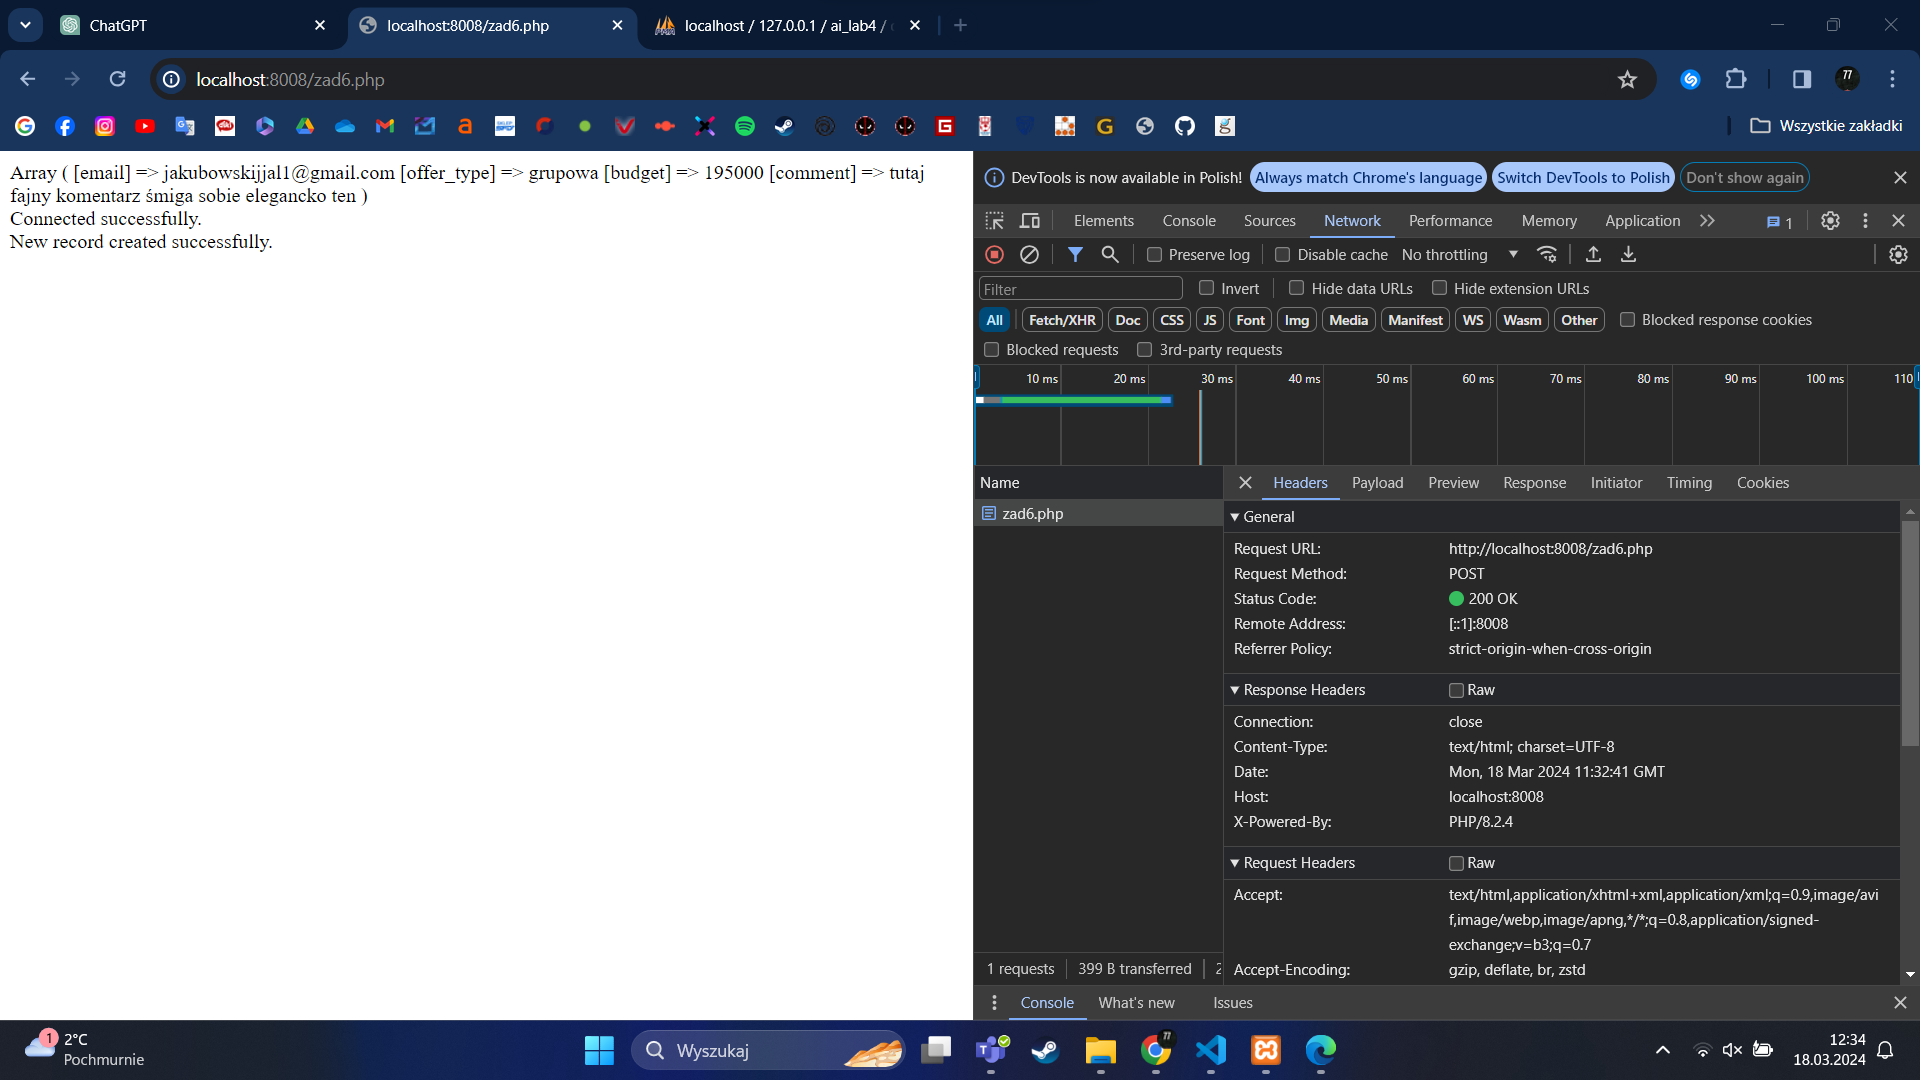 ChatGPT
localhost:8008/zad6.php
localhost / 127.0.0.1 / ai_lab4 /
localhost:8008/zad6.php
77
Wszystkie zakładki
Array ( [email] => jakubowskijjal1@gmail.com [offer_type] => grupowa [budget] => 195000 [comment] => tutaj
fajny komentarz śmiga sobie elegancko ten )
Connected successfully.
New record created successfully.
DevTools is now available in Polish!
Always match Chrome's language
Switch DevTools to Polish
Don't show again
Elements Console Sources Network Performance Memory Application
1
Preserve log
Disable cache
No throttling
Filter
Invert
Hide data URLs
Hide extension URLs
All Fetch/XHR Doc CSS JS Font Img Media Manifest WS Wasm Other
Blocked response cookies
Blocked requests
3rd-party requests
10 ms 20 ms 30 ms 40 ms 50 ms 60 ms 70 ms 80 ms 90 ms 100 ms 110
Name
zad6.php
Headers Payload Preview Response Initiator Timing Cookies
General
Request URL: http://localhost:8008/zad6.php
Request Method: POST
Status Code: 200 OK
Remote Address: [::1]:8008
Referrer Policy: strict-origin-when-cross-origin
Response Headers Raw
Connection: close
Content-Type: text/html; charset=UTF-8
Date: Mon, 18 Mar 2024 11:32:41 GMT
Host: localhost:8008
X-Powered-By: PHP/8.2.4
Request Headers Raw
Accept: text/html,application/xhtml+xml,application/xml;q=0.9,image/avi
f,image/webp,image/apng,*/*;q=0.8,application/signed-
exchange;v=b3;q=0.7
Accept-Encoding: gzip, deflate, br, zstd
1 requests 399 B transferred 2
Console What's new Issues
1
2°C
Pochmurnie
Wyszukaj
77
12:34
18.03.2024